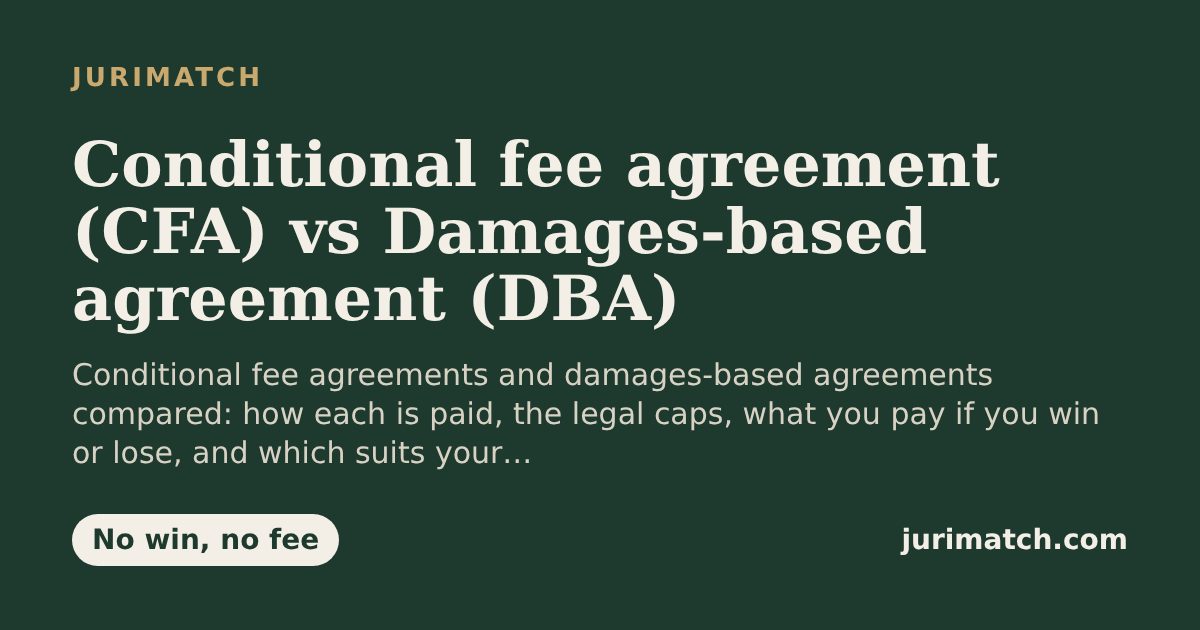 JURIMATCH
Conditional fee agreement
(CFA) vs Damages-based
agreement (DBA)
Conditional fee agreements and damages-based agreements
compared: how each is paid, the legal caps, what you pay if you win
or lose, and which suits your…
No win, no fee
jurimatch.com